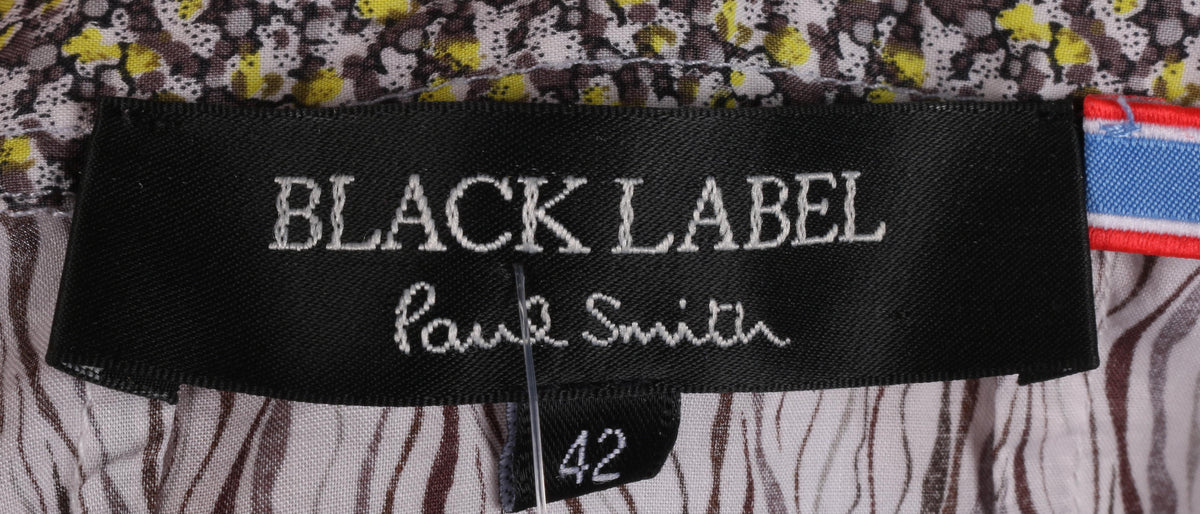 BLACK LABEL
Paul Smith
42